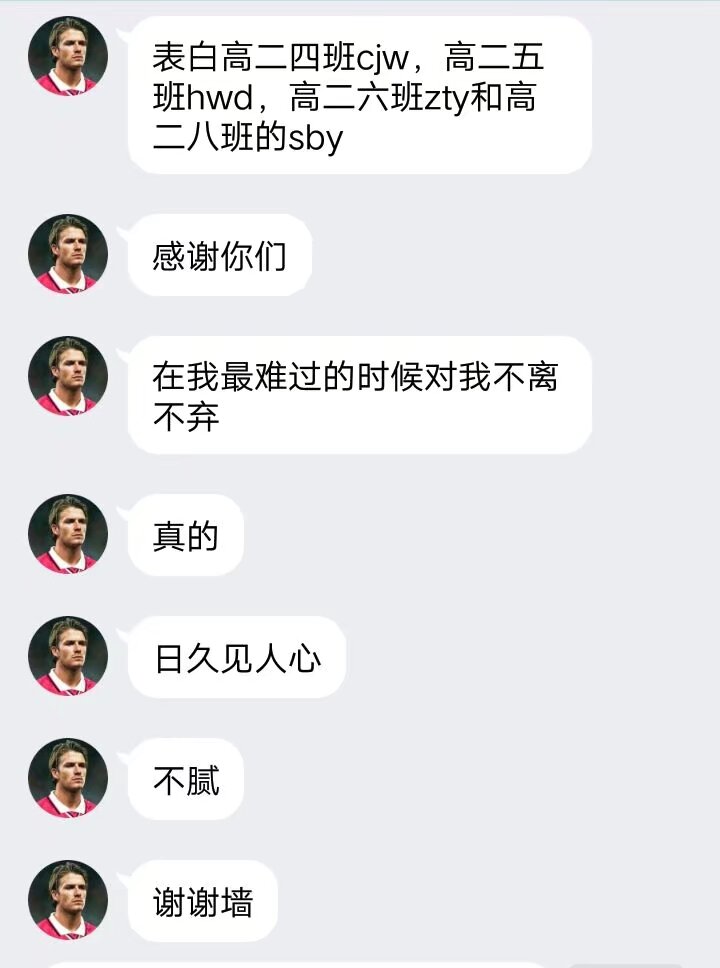 表白高二四班cjw，高二五
班hwd，高二六班zty和高
二八班的sby
感谢你们
在我最难过的时候对我不离
不弃
真的
日久见人心
不腻
谢谢墙